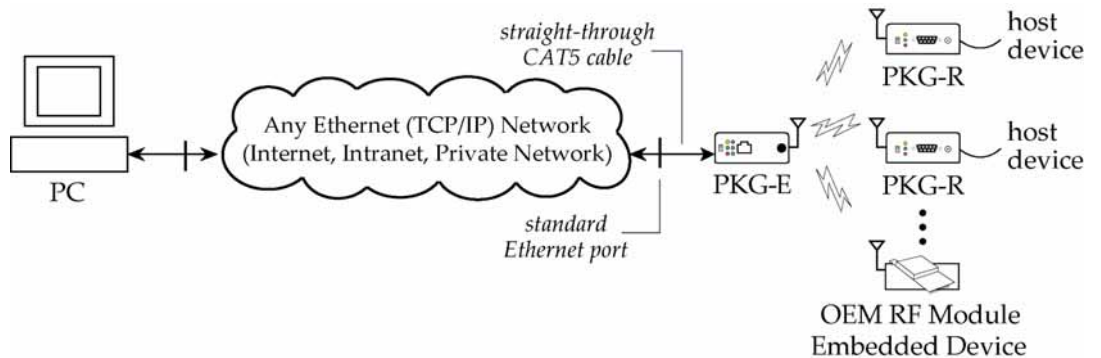 straight-through
CAT5 cable
host
device
PKG-R
Any Ethernet (TCP/IP) Network
(Internet, Intranet, Private Network)
PC
PKG-E
host
device
PKG-R
standard
Ethernet port
OEM RF Module
Embedded Device